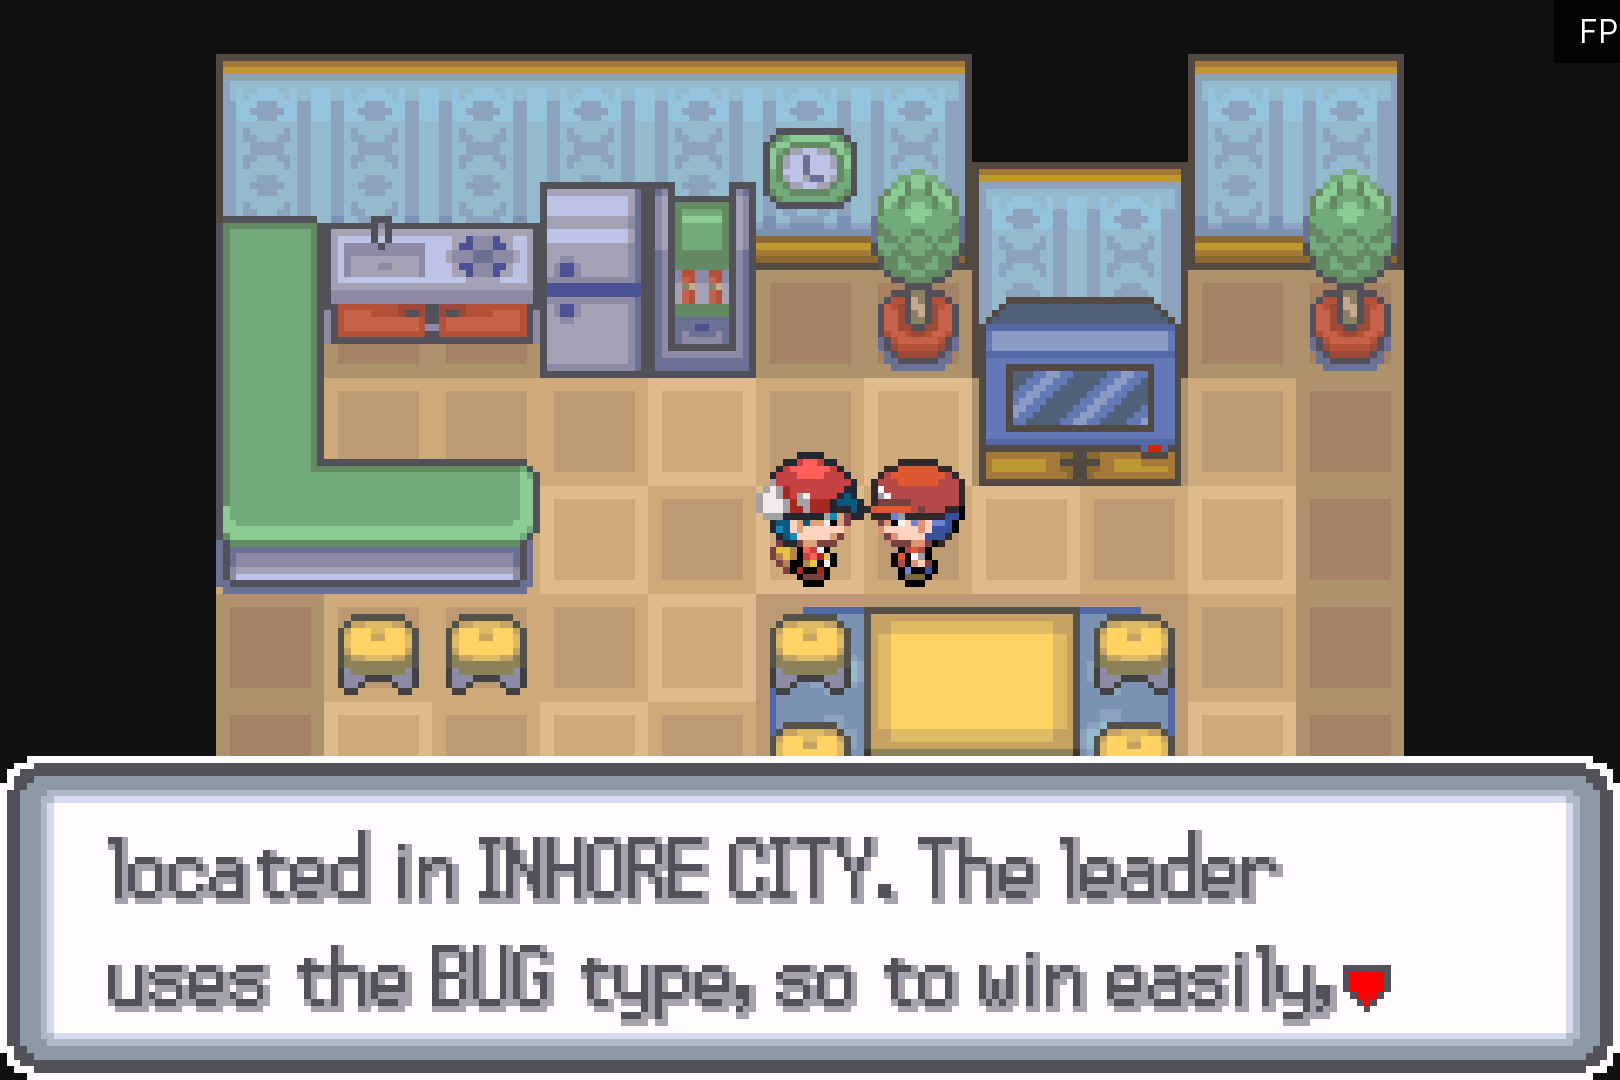 FP
located in INHORE CITY. The leader
uses the BUG type, so to win easily,